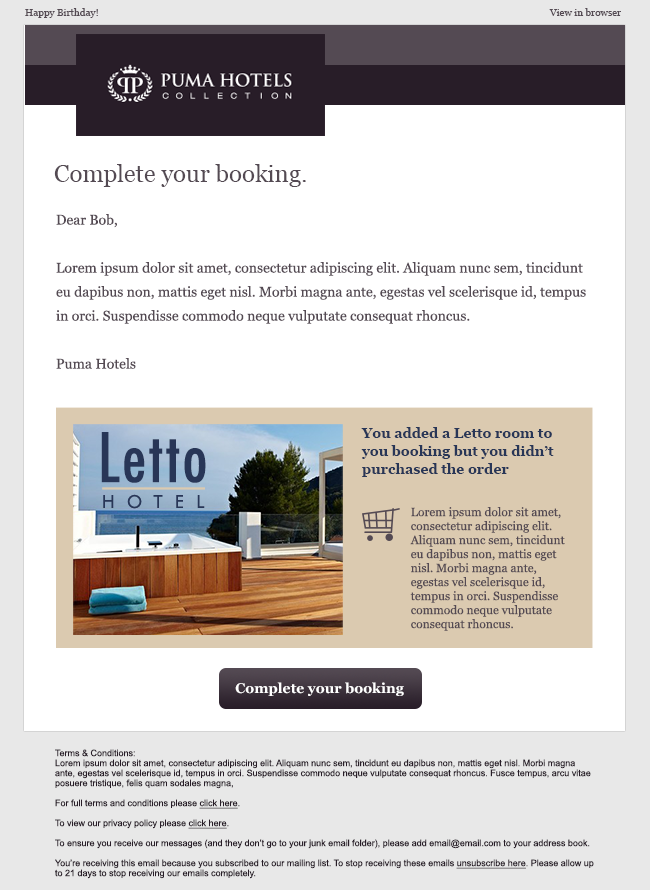 Happy Birthday!
View in browser
PUMA HOTELS
COLLECTION
Complete your booking.
Dear Bob,
Lorem ipsum dolor sit amet, consectetur adipiscing elit. Aliquam nunc sem, tincidunt
eu dapibus non, mattis eget nisl. Morbi magna ante, egestas vel scelerisque id, tempus
in orci. Suspendisse commodo neque vulputate consequat rhoncus.
Puma Hotels
Letto
HOTEL
You added a Letto room to
you booking but you didn't
purchased the order
Lorem ipsum dolor sit amet,
consectetur adipiscing elit.
Aliquam nunc sem, tincidunt
eu dapibus non, mattis eget
nisl. Morbi magna ante,
egestas vel scelerisque id,
tempus in orci. Suspendisse
commodo neque vulputate
consequat rhoncus.
Complete your booking
Terms & Conditions:
Lorem ipsum dolor sit amet, consectetur adipiscing elit. Aliquam nunc sem, tincidunt eu dapibus non, mattis eget nisl. Morbi magna
ante, egestas vel scelerisque id, tempus in orci. Suspendisse commodo neque vulputate consequat rhoncus. Fusce tempus, arcu vitae
posuere tristique, felis quam sodales magna,
For full terms and conditions please click here.
To view our privacy policy please click here.
To ensure you receive our messages (and they don't go to your junk email folder), please add email@email.com to your address book.
You're receiving this email because you subscribed to our mailing list. To stop receiving these emails unsubscribe here. Please allow up
to 21 days to stop receiving our emails completely.